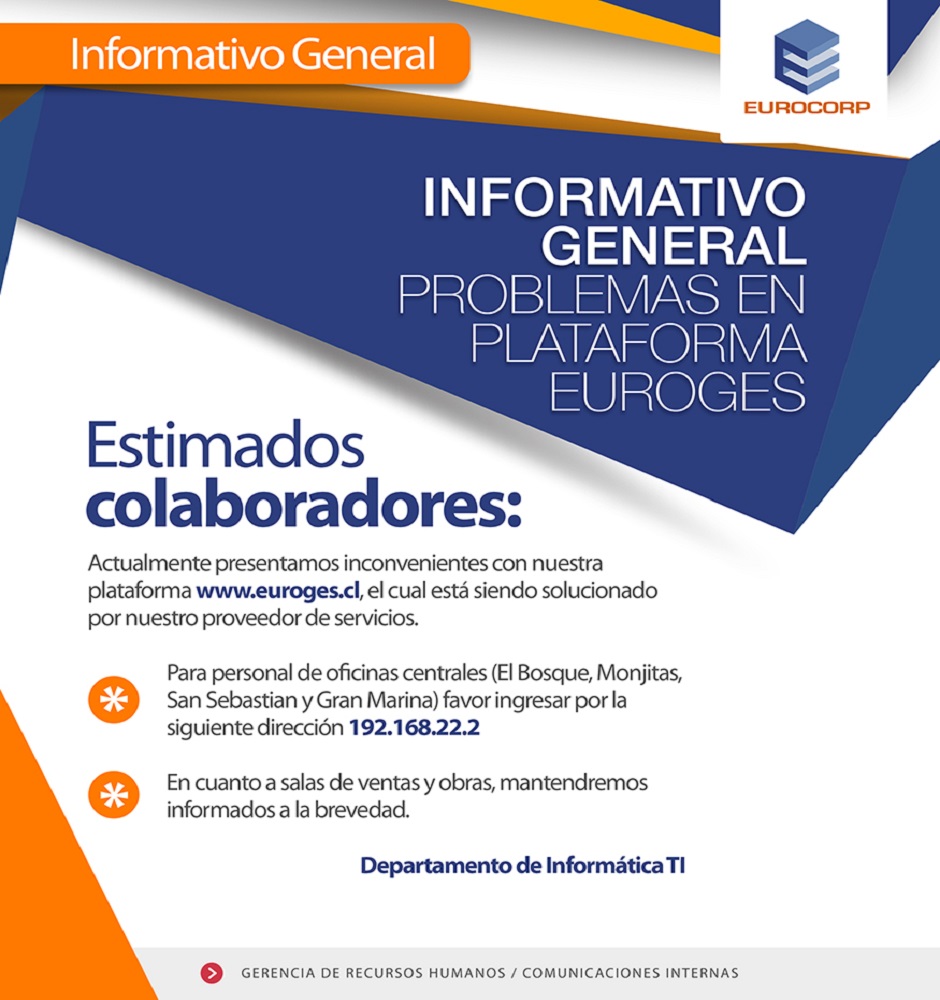 Informativo General
EUROCORP
INFORMATIVO
GENERAL
PROBLEMAS EN
PLATAFORMA
EUROGES
Estimados
colaboradores:
Actualmente presentamos inconvenientes con nuestra
plataforma www.euroges.cl, el cual está siendo solucionado
por nuestro proveedor de servicios.
Para personal de oficinas centrales (El Bosque, Monjitas,
San Sebastian y Gran Marina) favor ingresar por la
siguiente dirección 192.168.22.2
En cuanto a salas de ventas y obras, mantendremos
informados a la brevedad.
Departamento de Informática TI
GERENCIA DE RECURSOS HUMANOS / COMUNICACIONES INTERNAS